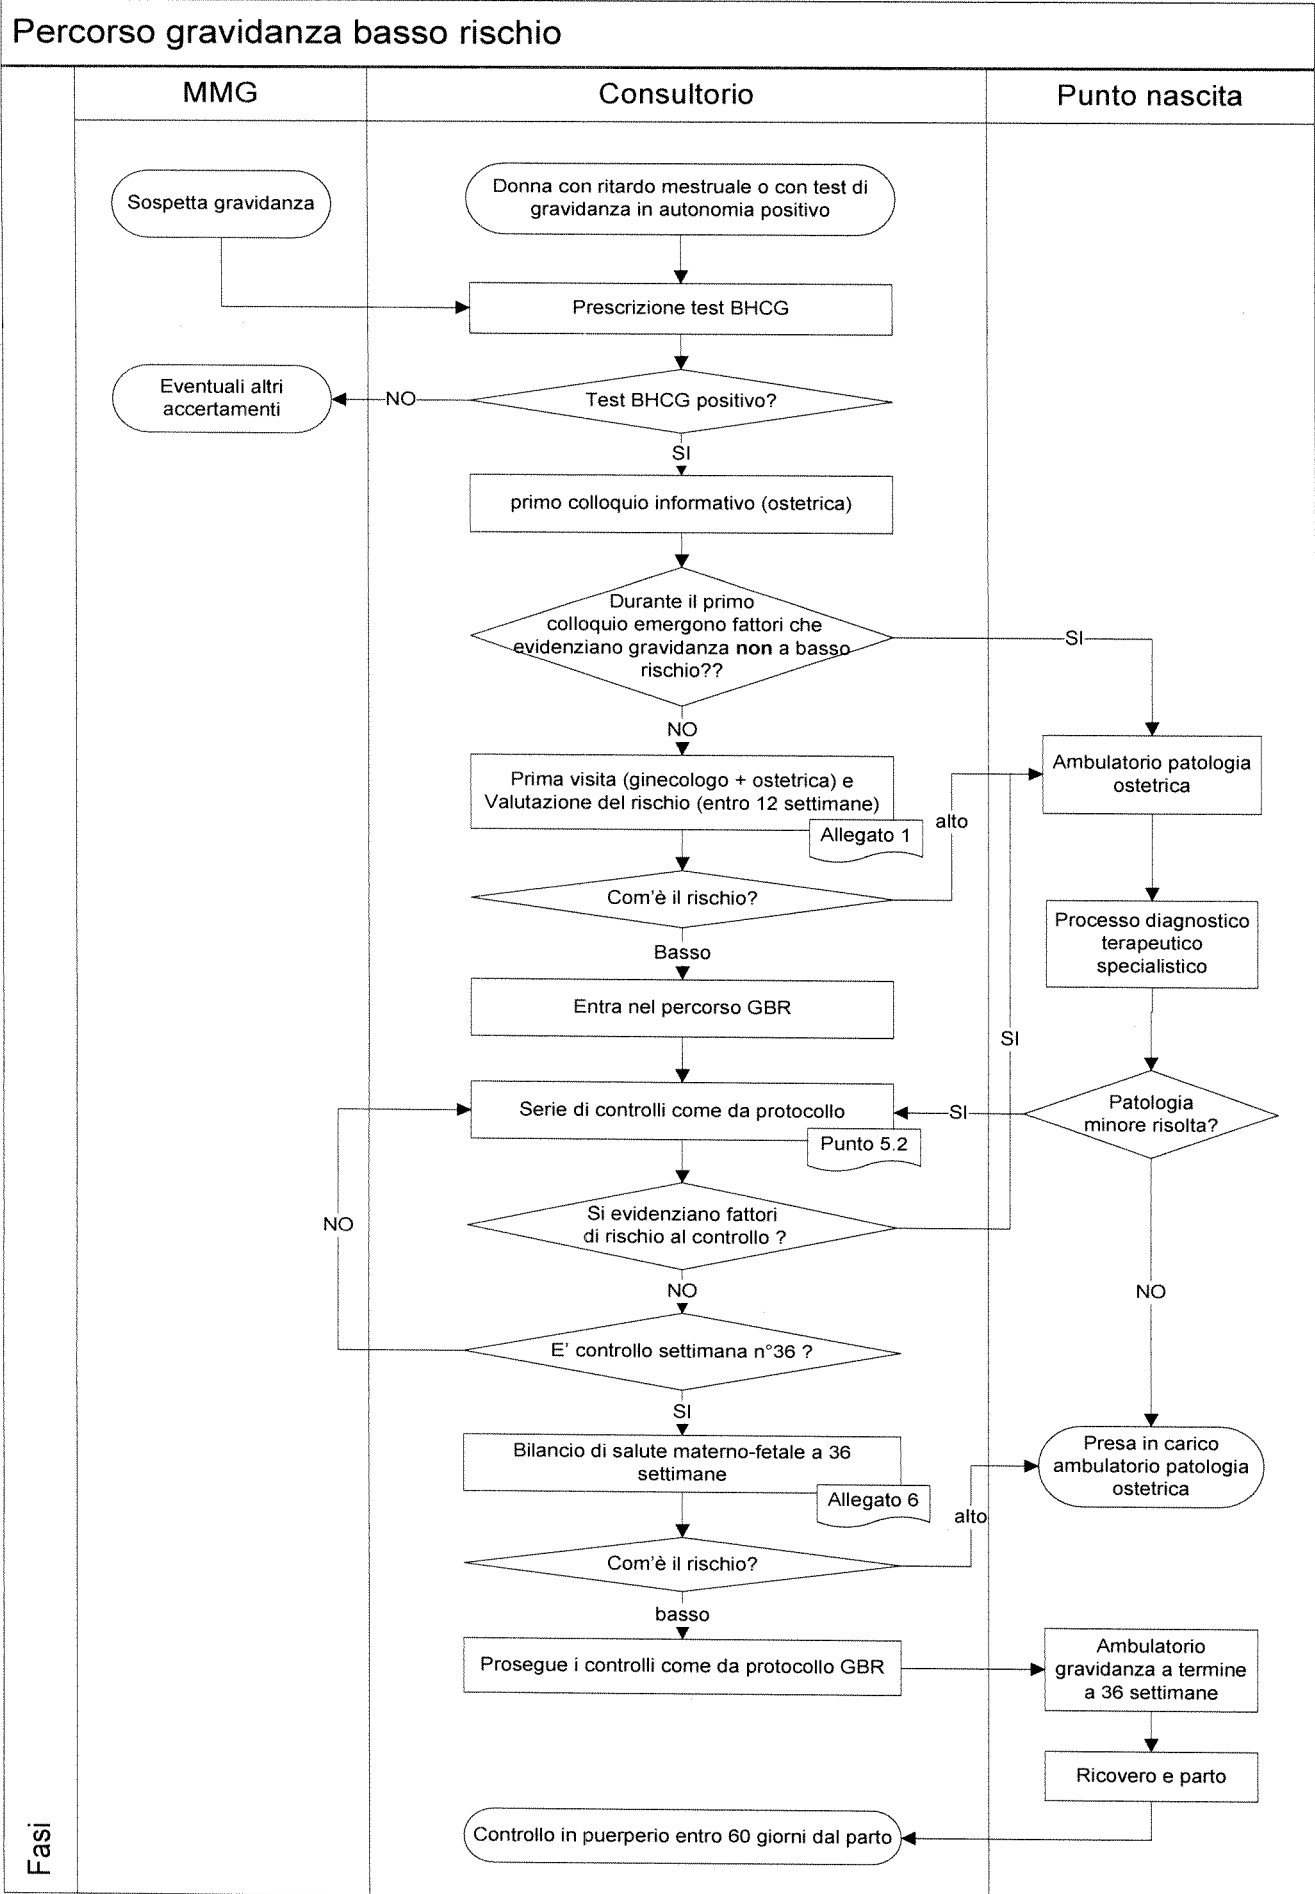 Percorso gravidanza basso rischio
MMG
Consultorio
Punto nascita
Sospetta gravidanza
Donna con ritardo mestruale o con test di
gravidanza in autonomia positivo
Prescrizione test BHCG
Eventuali altri
accertamenti
NO
Test BHCG positivo?
SI
primo colloquio informativo (ostetrica)
Durante il primo
colloquio emergono fattori che
evidenziano gravidanza non a basso
rischio??
SI
NO
Prima visita (ginecologo + ostetrica) e
Valutazione del rischio (entro 12 settimane)
Allegato 1
alto
Ambulatorio patologia
ostetrica
Com'è il rischio?
Basso
Processo diagnostico
terapeutico
specialistico
Entra nel percorso GBR
SI
Serie di controlli come da protocollo
Punto 5.2
SI
Patologia
minore risolta?
NO
Si evidenziano fattori
di rischio al controllo ?
NO
NO
E' controllo settimana n°36 ?
SI
Bilancio di salute materno-fetale a 36
settimane
Allegato 6
alto
Presa in carico
ambulatorio patologia
ostetrica
Com'è il rischio?
basso
Prosegue i controlli come da protocollo GBR
Ambulatorio
gravidanza a termine
a 36 settimane
Ricovero e parto
Controllo in puerperio entro 60 giorni dal parto
Fasi